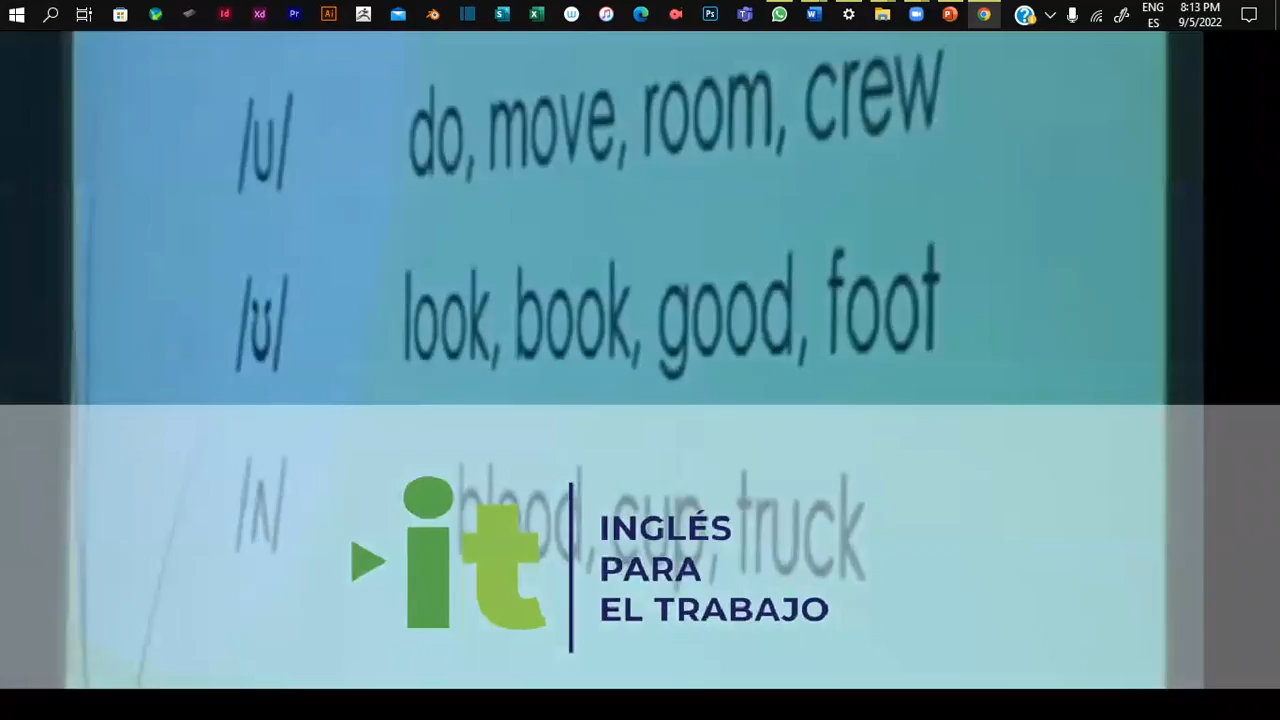 ENG
ES
8:13 PM
9/5/2022
/u/ do, move, room, crew
/ʊ/ look, book, good, foot
/ʌ/ blood, cup, truck
it
INGLÉS
PARA
EL TRABAJO